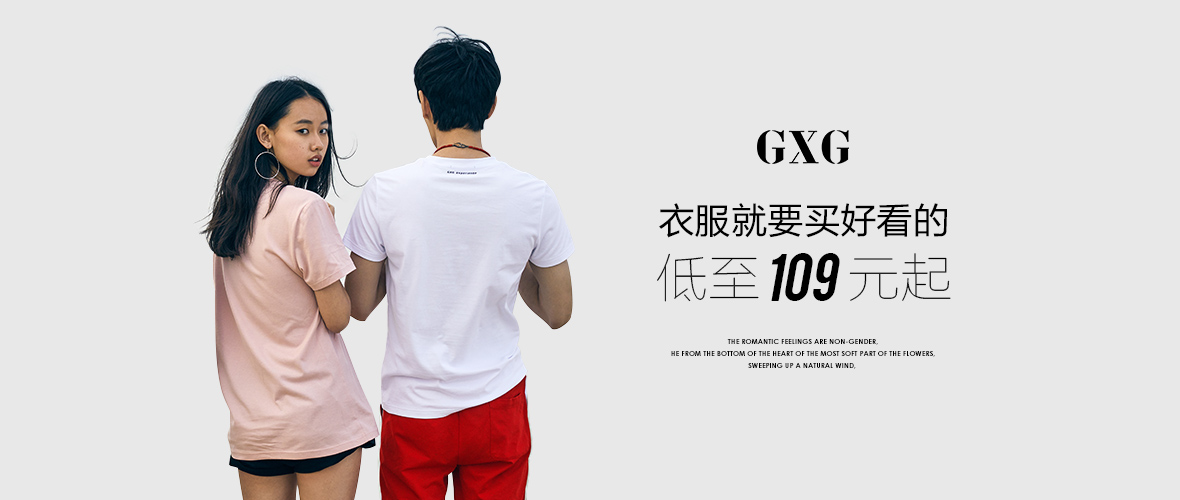 GXG
衣服就要买好看的
低至 109 元起
THE ROMANTIC FEELINGS ARE NON-GENDER,
HE FROM THE BOTTOM OF THE HEART OF THE MOST SOFT PART OF THE FLOWERS,
SWEEPING UP A NATURAL WIND,